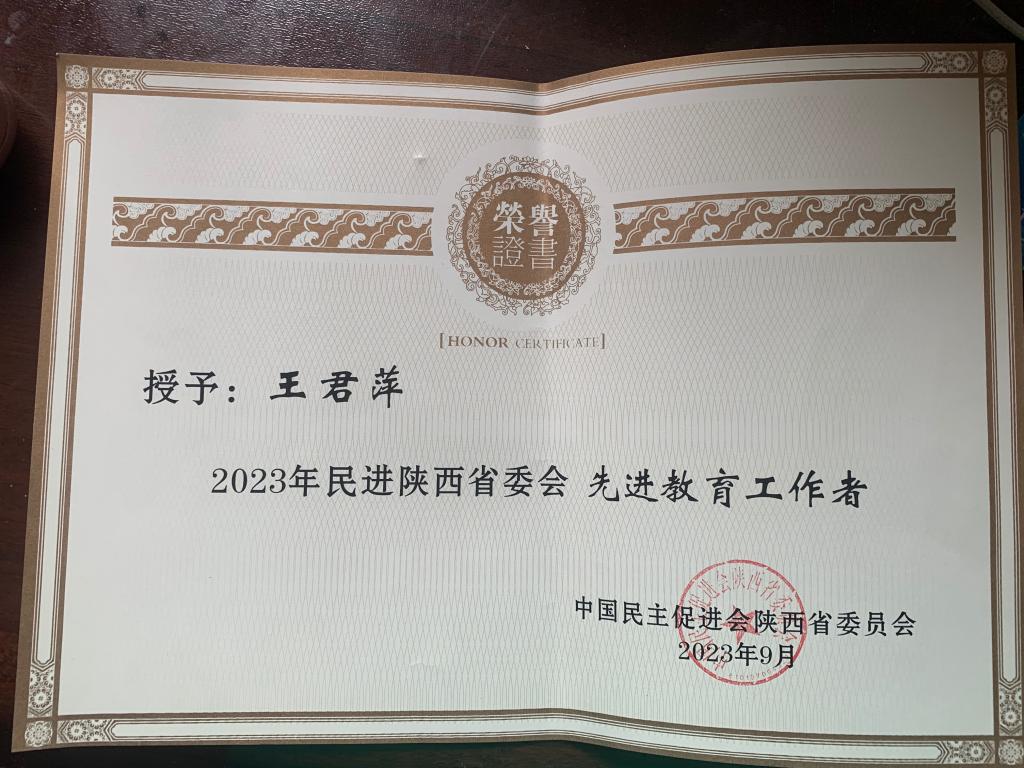 榮譽
證書
[HONOR CERTIFICATE]
授予：王君萍
2023年民进陕西省委会 先进教育工作者
中国民主促进会陕西省委员会
2023年9月